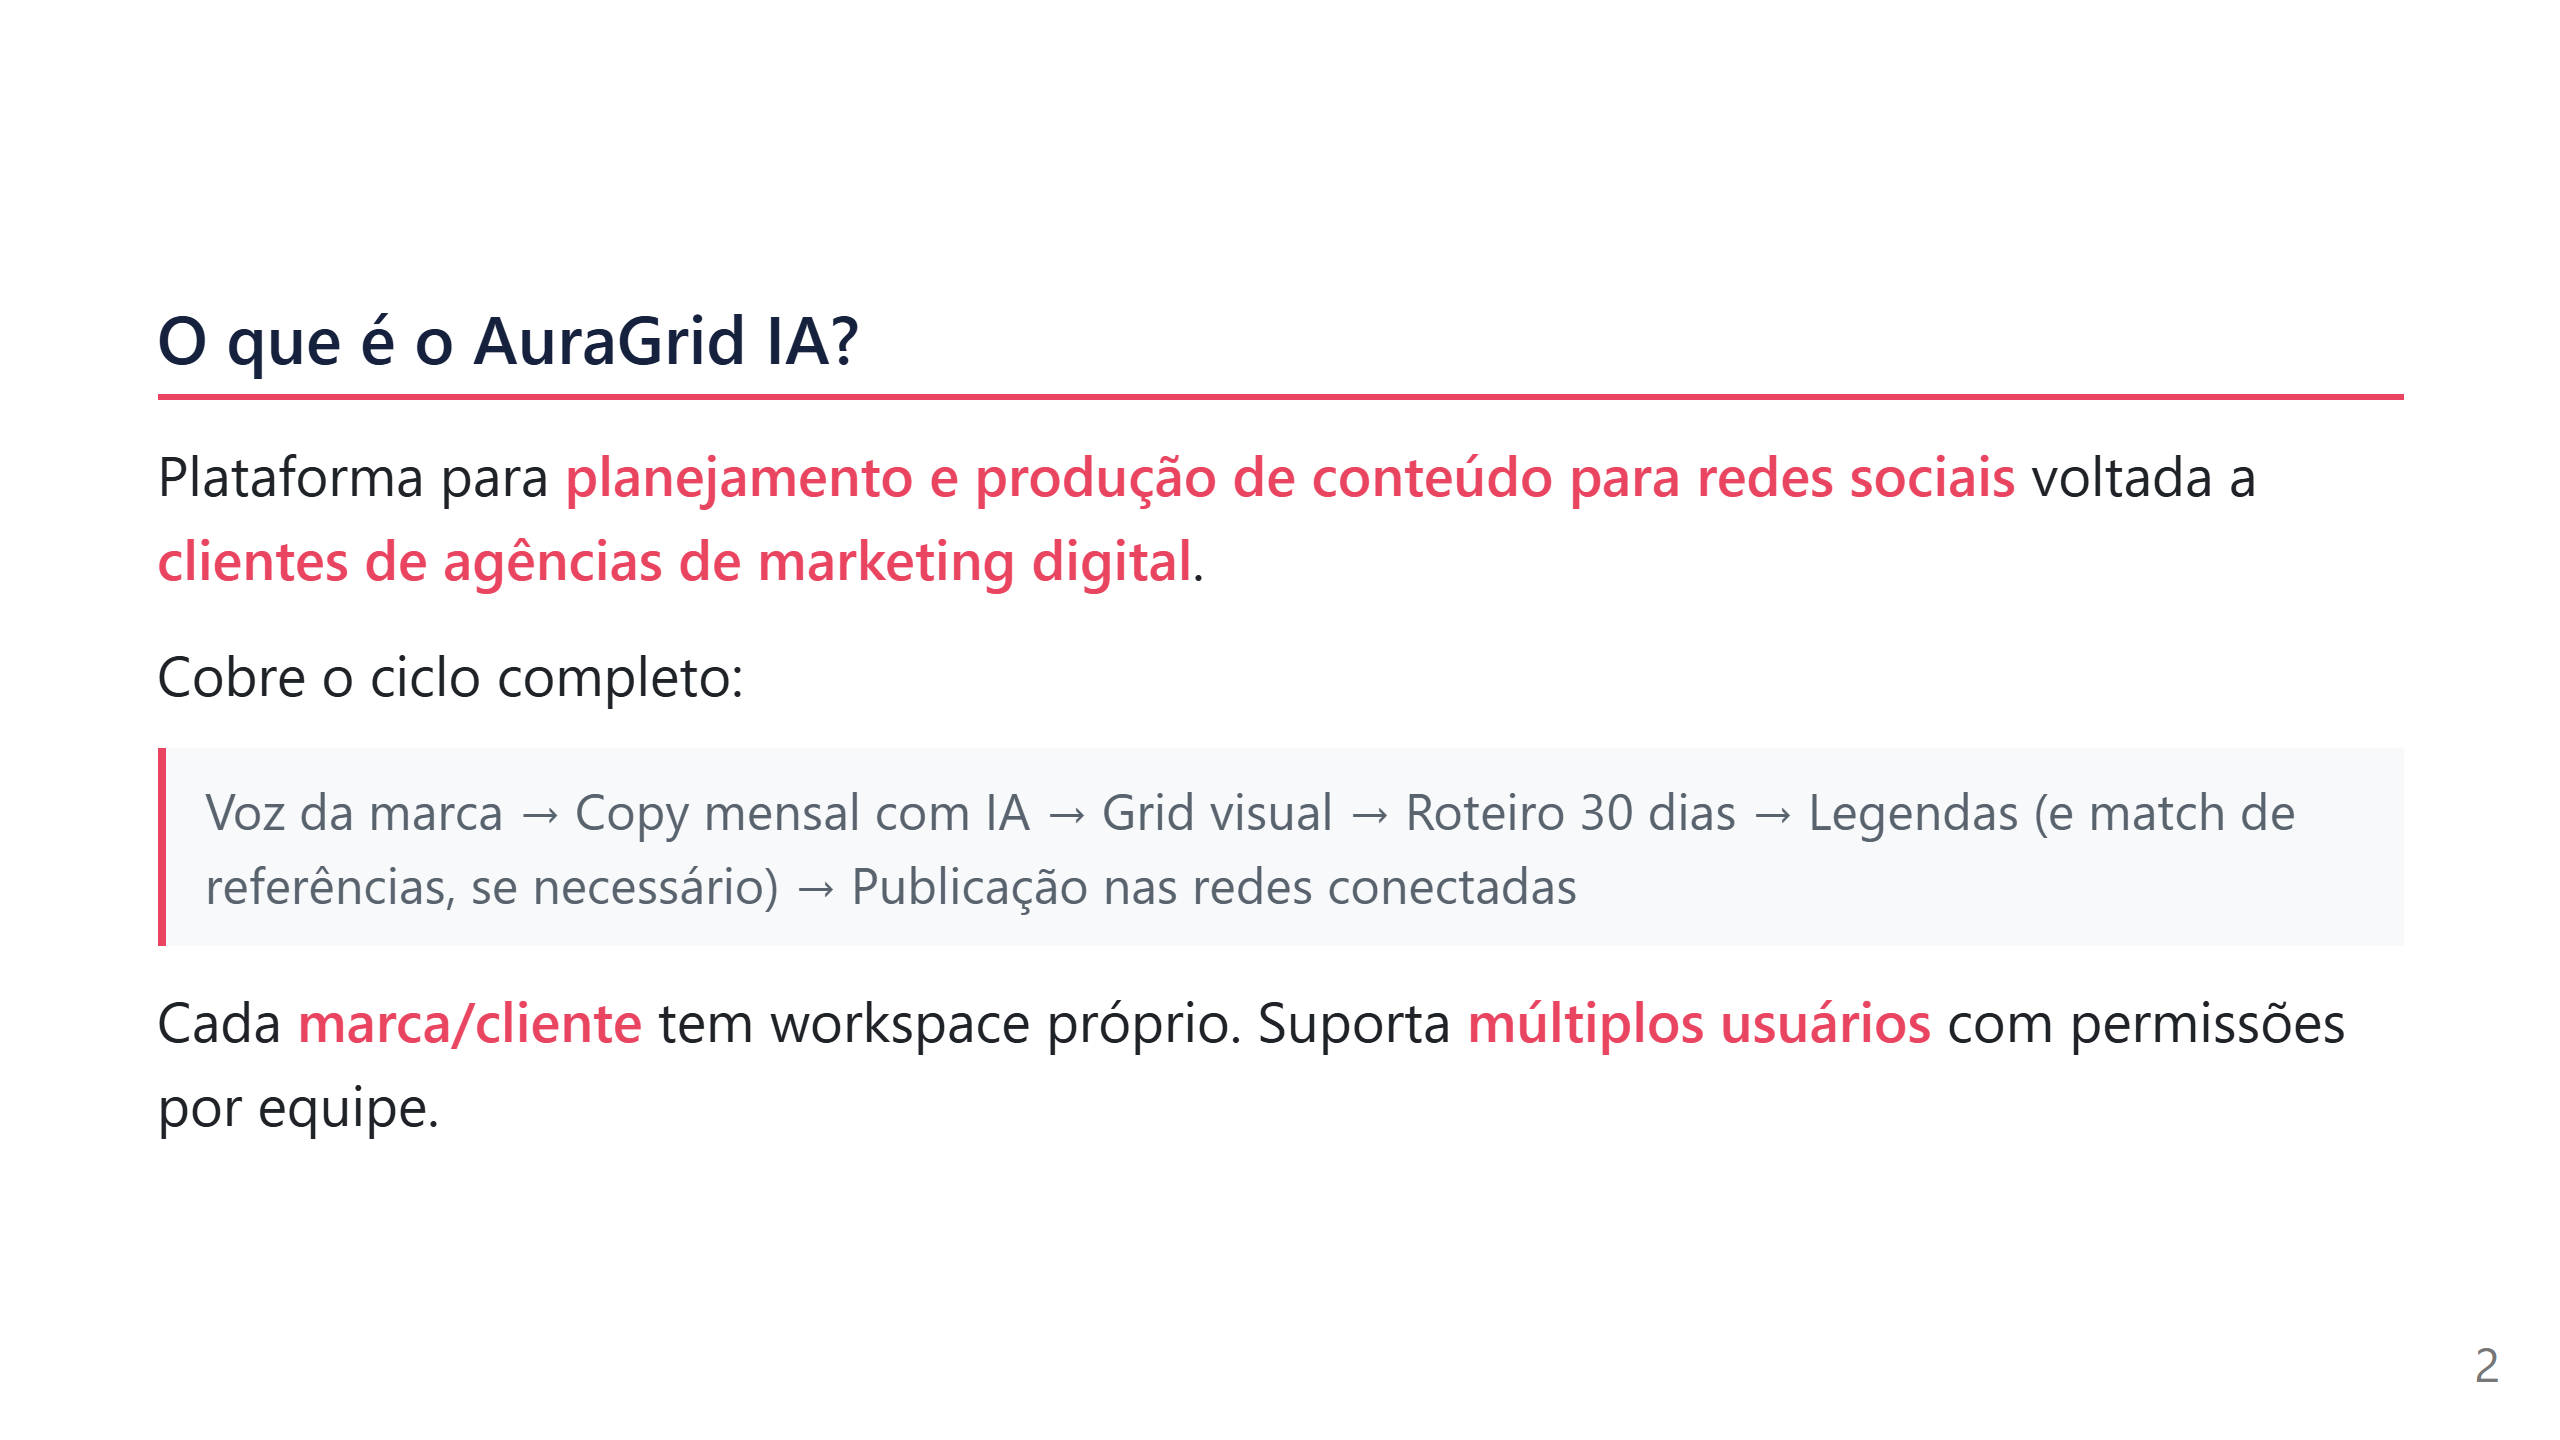 O que é o AuraGrid IA?
Plataforma para planejamento e produção de conteúdo para redes sociais voltada a
clientes de agências de marketing digital.
Cobre o ciclo completo:
Voz da marca → Copy mensal com IA → Grid visual → Roteiro 30 dias → Legendas (e match de
referências, se necessário) → Publicação nas redes conectadas
Cada marca/cliente tem workspace próprio. Suporta múltiplos usuários com permissões
por equipe.
2